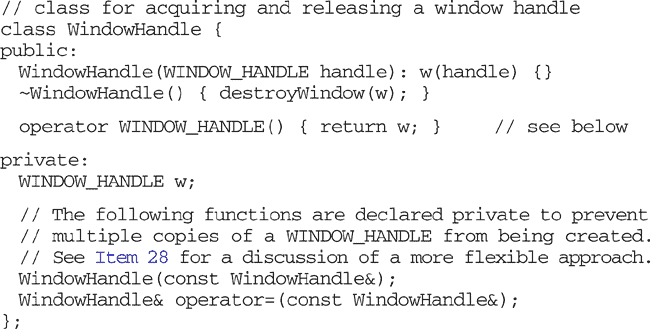 // class for acquiring and releasing a window handle
class WindowHandle {
public:
  WindowHandle(WINDOW_HANDLE handle): w(handle) {}
  ~WindowHandle() { destroyWindow(w); }
  operator WINDOW_HANDLE() { return w; }     // see below
private:
  WINDOW_HANDLE w;
  // The following functions are declared private to prevent
  // multiple copies of a WINDOW_HANDLE from being created.
  // See Item 28 for a discussion of a more flexible approach.
  WindowHandle(const WindowHandle&);
  WindowHandle& operator=(const WindowHandle&);
};